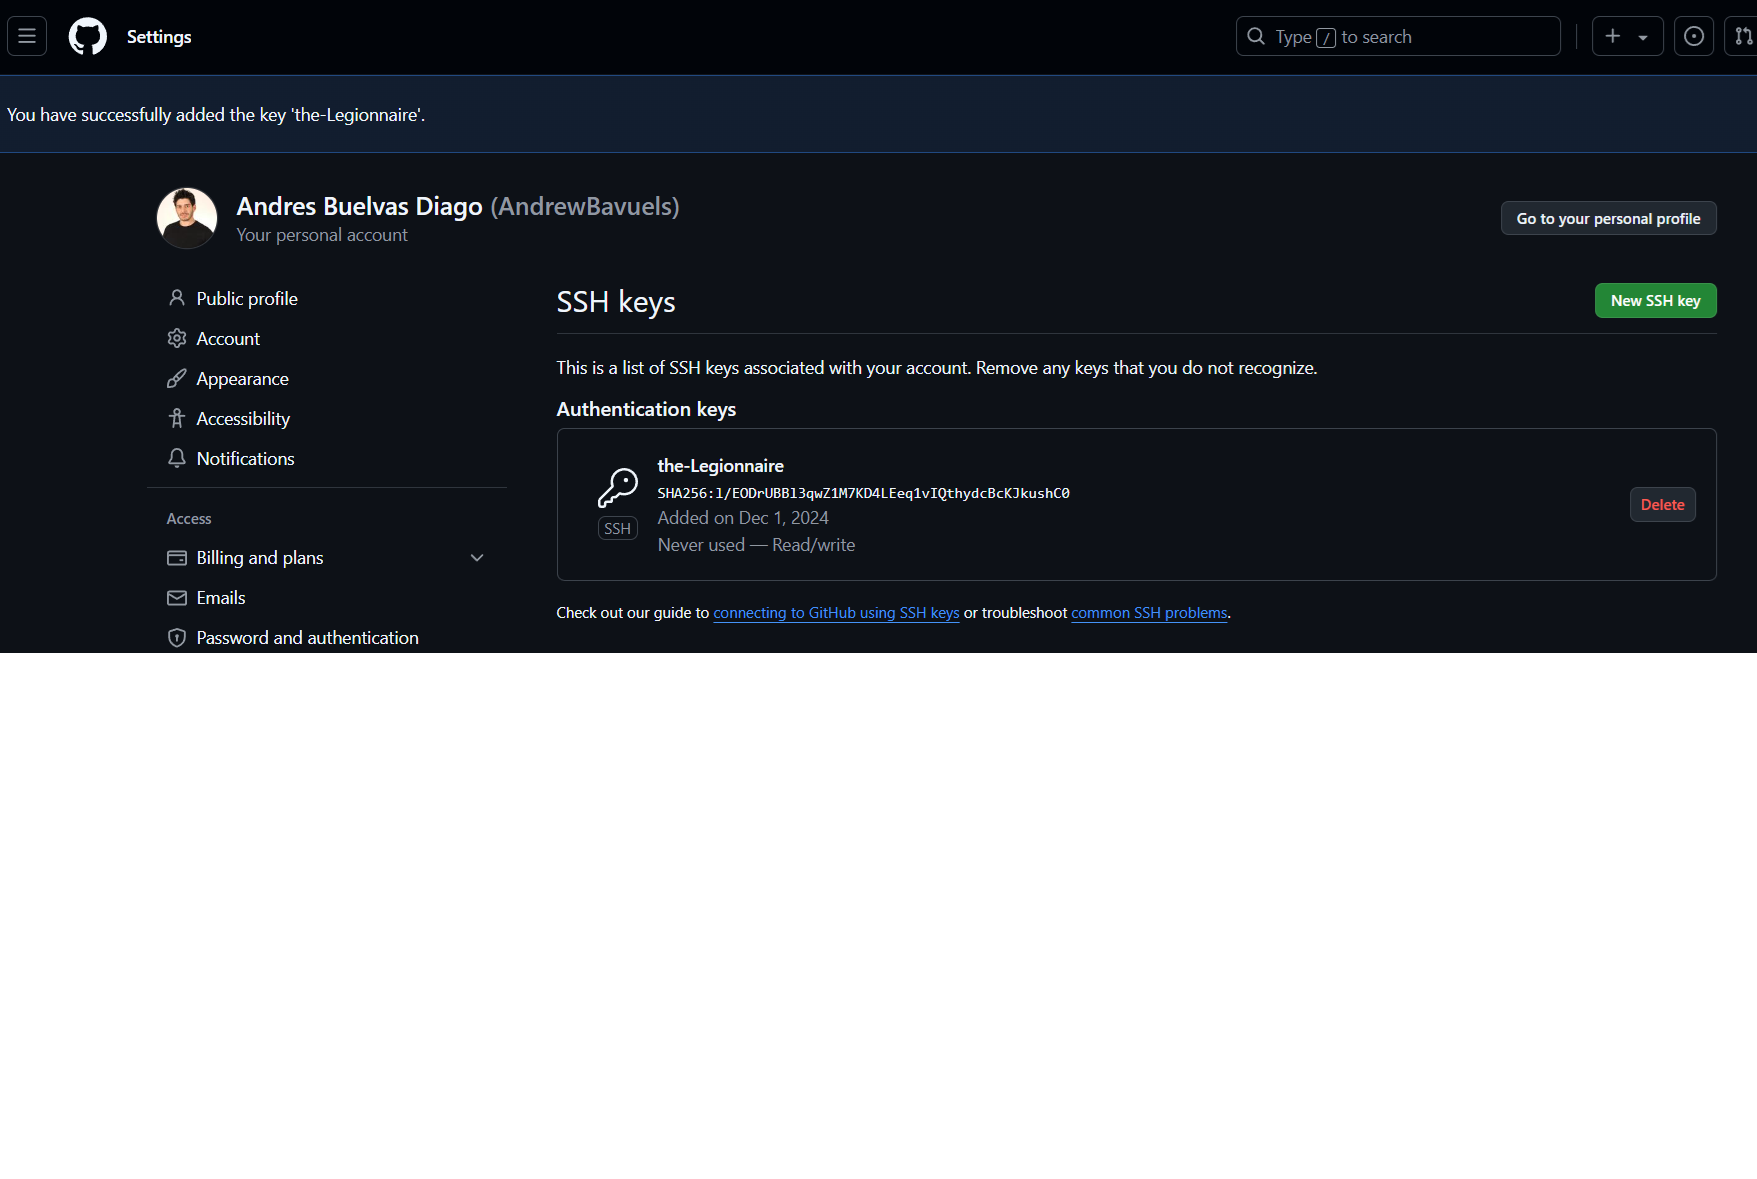 Settings
Type / to search
You have successfully added the key 'the-Legionnaire'.
Andres Buelvas Diago (AndrewBavuels)
Your personal account
Go to your personal profile
Public profile
Account
Appearance
Accessibility
Notifications
Access
Billing and plans
Emails
Password and authentication
SSH keys
New SSH key
This is a list of SSH keys associated with your account. Remove any keys that you do not recognize.
Authentication keys
the-Legionnaire
SHA256:l/EODrUBBl3qwZ1M7KD4LEeq1vIQthydcBcKJkushC0
Added on Dec 1, 2024
Never used — Read/write
SSH
Delete
Check out our guide to connecting to GitHub using SSH keys or troubleshoot common SSH problems.